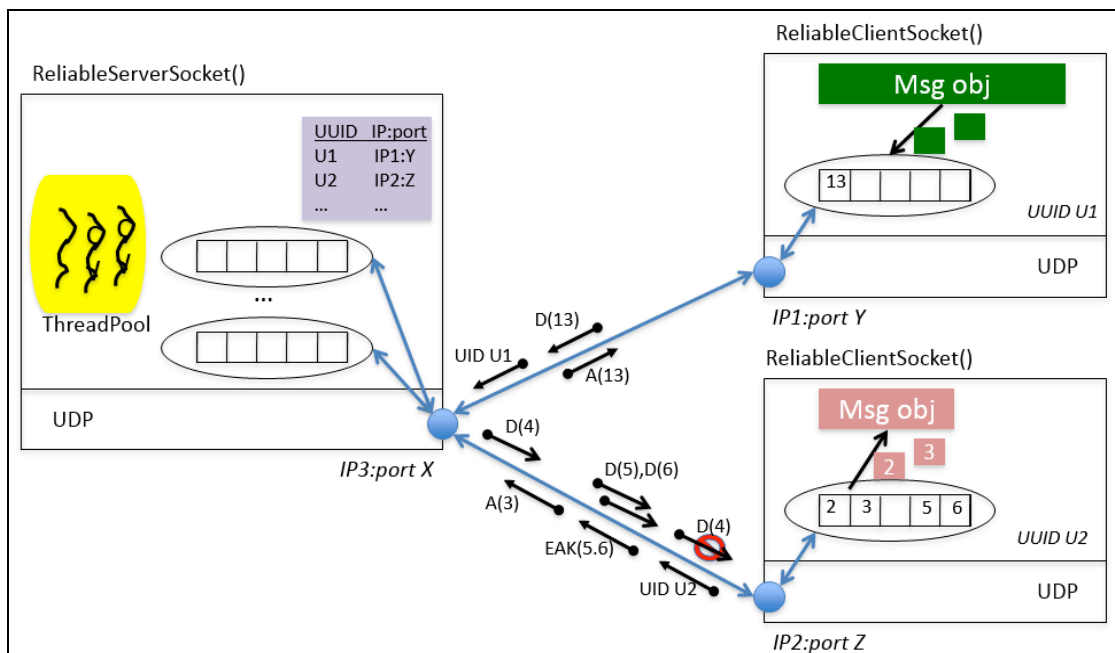 ReliableServerSocket()
UUID IP:port
U1 IP1:Y
U2 IP2:Z
... ...
...
ThreadPool
UDP
IP3:port X
ReliableClientSocket()
Msg obj
13
UUID U1
UDP
IP1:port Y
D(13)
UID U1
A(13)
D(4)
D(5),D(6)
A(3)
D(4)
EAK(5.6)
UID U2
ReliableClientSocket()
Msg obj
3
2
2 3 5 6
UUID U2
UDP
IP2:port Z